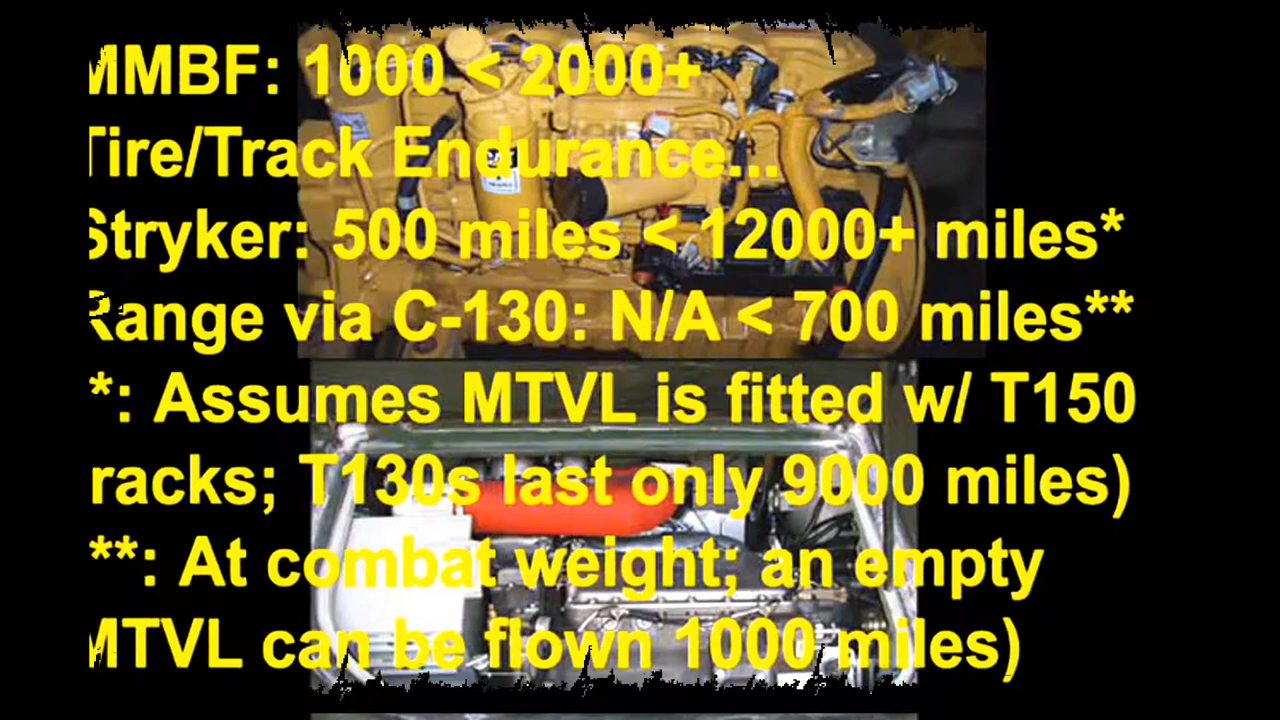 MMBF: 1000 < 2000+
Tire/Track Endurance...
Stryker: 500 miles < 12000+ miles*
Range via C-130: N/A < 700 miles**
*: Assumes MTVL is fitted w/ T150
racks; T130s last only 9000 miles)
**: At combat weight; an empty
MTVL can be flown 1000 miles)